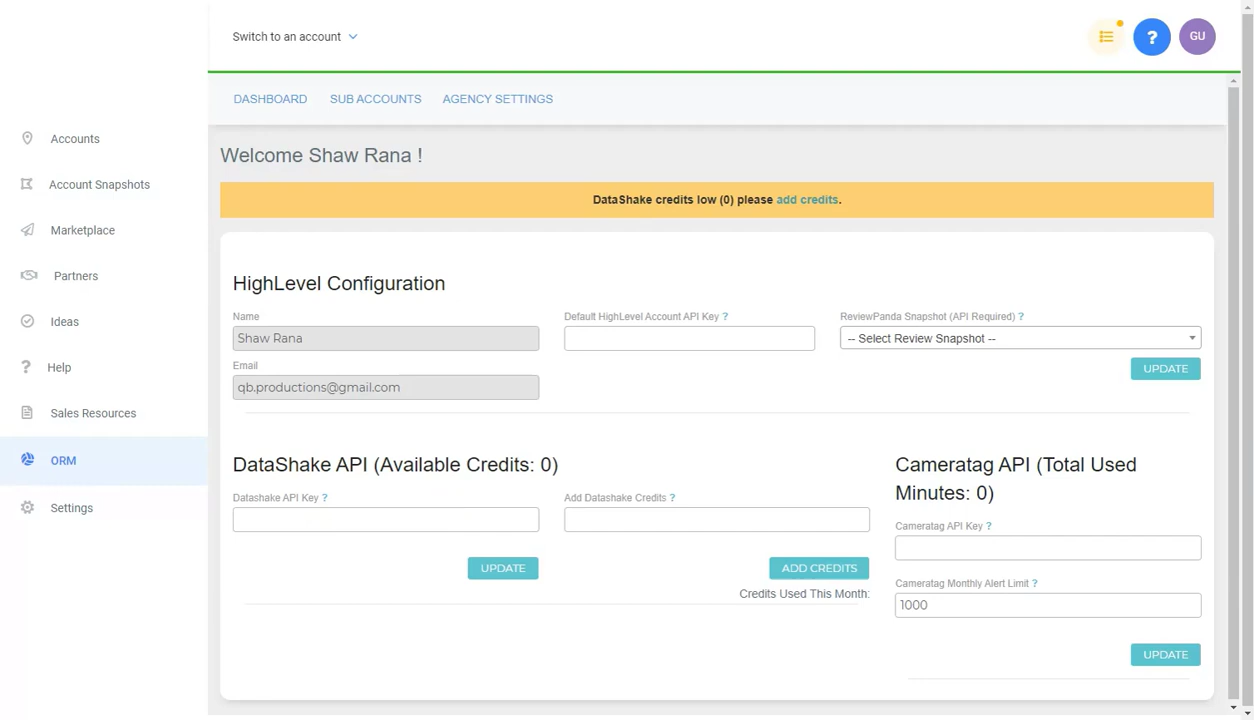 Switch to an account
?
GU
DASHBOARD
SUB ACCOUNTS
AGENCY SETTINGS
Accounts
Account Snapshots
Marketplace
Partners
Ideas
? Help
Sales Resources
ORM
Settings
Welcome Shaw Rana !
DataShake credits low (0) please add credits.
HighLevel Configuration
Name
Shaw Rana
Email
qb.productions@gmail.com
Default HighLevel Account API Key ?
ReviewPanda Snapshot (API Required) ?
-- Select Review Snapshot --
UPDATE
DataShake API (Available Credits: 0)
Datashake API Key ?
UPDATE
Add Datashake Credits ?
ADD CREDITS
Credits Used This Month:
Cameratag API (Total Used
Minutes: 0)
Cameratag API Key ?
Cameratag Monthly Alert Limit ?
1000
UPDATE